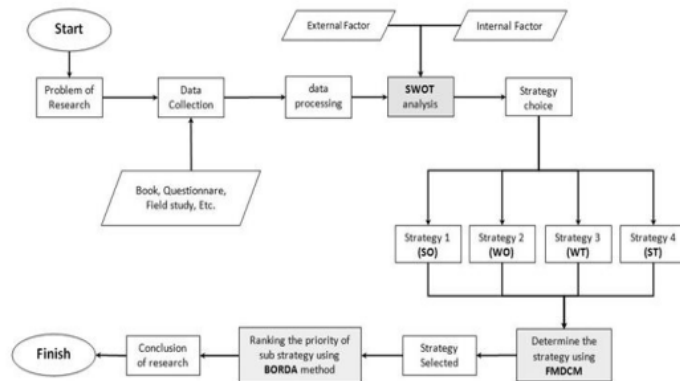 Start
External Factor
Internal Factor
Problem of
Research
Data
Collection
data
processing
SWOT
analysis
Strategy
choice
Book, Questionnare,
Field study, Etc.
Strategy 1
(SO)
Strategy 2
(WO)
Strategy 3
(WT)
Strategy 4
(ST)
Finish
Conclusion
of research
Ranking the priority of
sub strategy using
BORDA method
Strategy
Selected
Determine the
strategy using
FMDCM